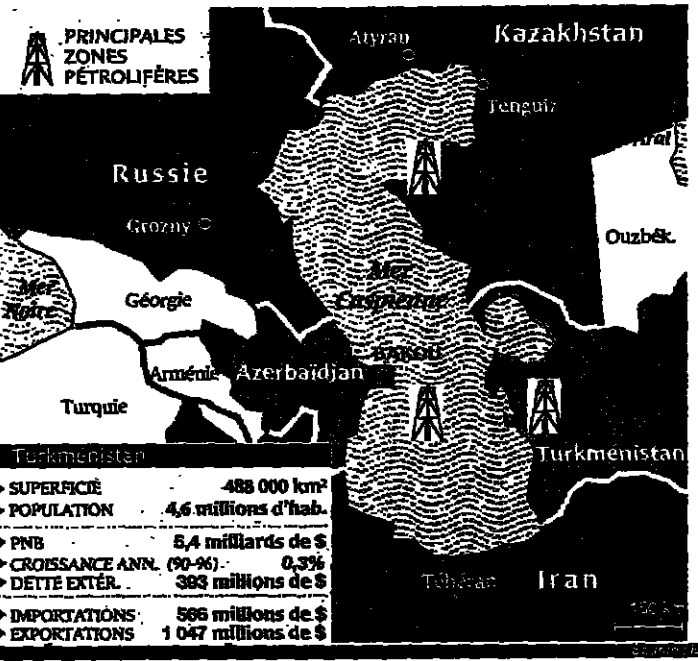 PRINCIPALES
ZONES
PÉTROLIFÈRES
Atyrau
Kazakhstan
Tenguiz
Aral
Russie
Grozny
Ouzbék.
Mer
Noire
Géorgie
Mer
Caspienne
BAKOU
Arménie
Azerbaïdjan
Turquie
Turkménistan
Turkménistan
SUPERFICIE 488 000 km²
POPULATION 4,6 millions d'hab.
PNB 5,4 milliards de $
CROISSANCE ANN. (90-96) 0,3%
DETTE EXTÉR. 393 millions de $
IMPORTATIONS 566 millions de $
EXPORTATIONS 1 047 millions de $
Téhéran
Iran